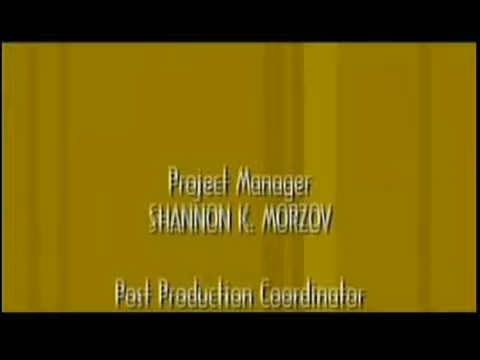 Project Manager
SHANNON K. MORZOV
Post Production Coordinator